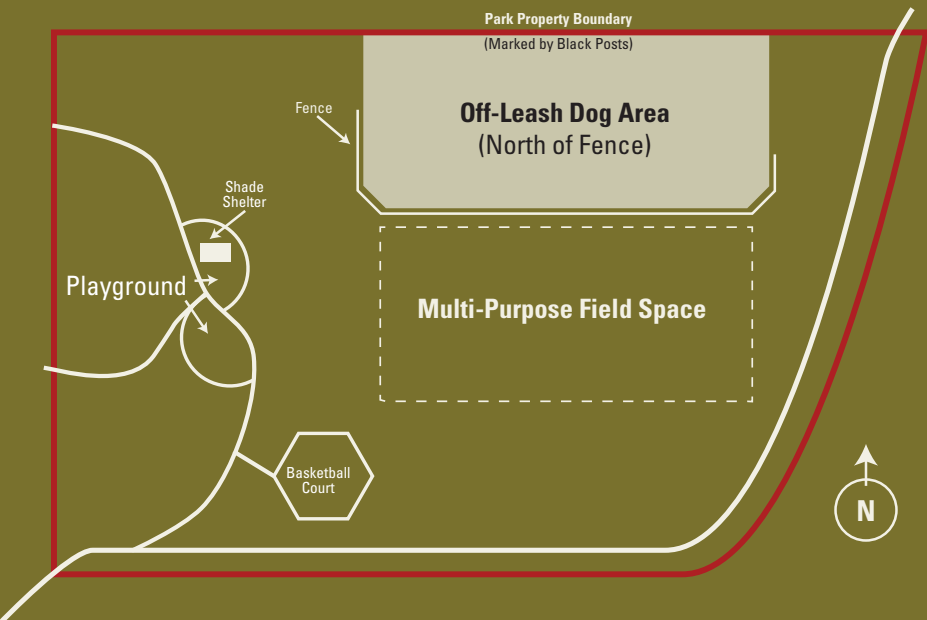 Park Property Boundary
(Marked by Black Posts)
Off-Leash Dog Area
(North of Fence)
Fence
Shade
Shelter
Playground
Multi-Purpose Field Space
Basketball
Court
N